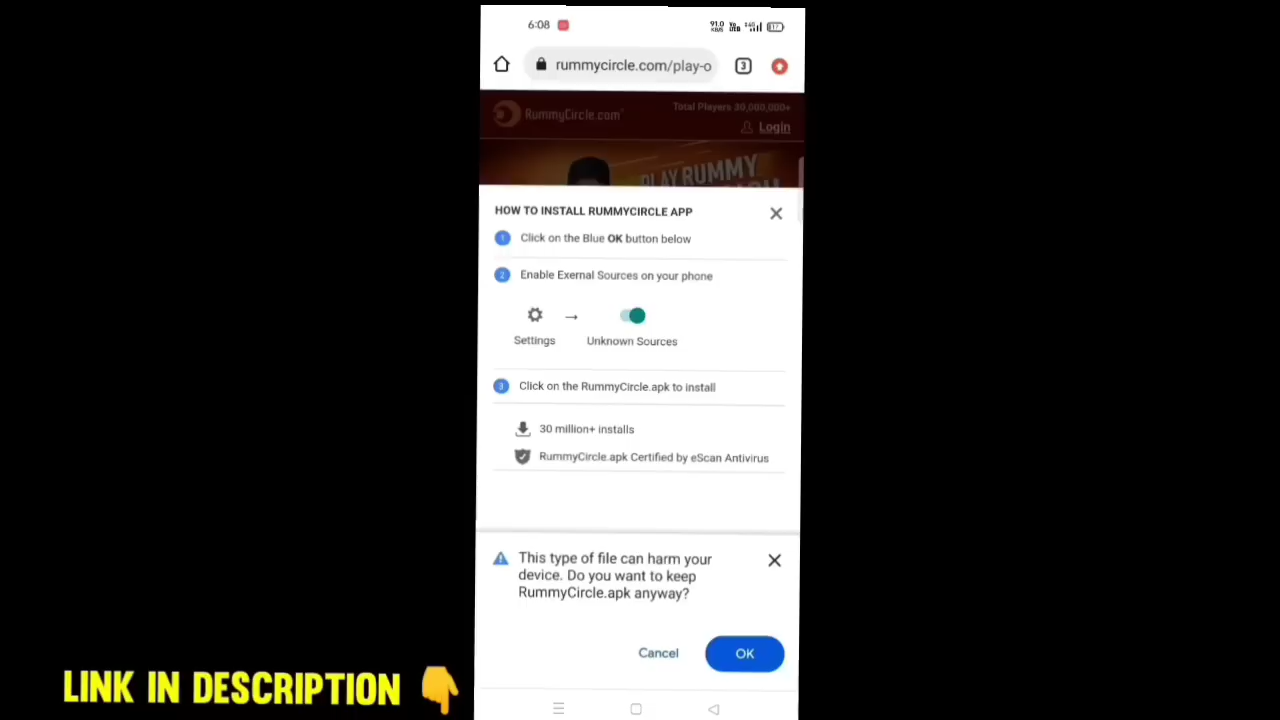 6:08
91.0 KB/S
17
rummycircle.com/play-o
3
RummyCircle.com
Total Players 30,000,000+
Login
PLAY RUMMY
HOW TO INSTALL RUMMYCIRCLE APP
1 Click on the Blue OK button below
2 Enable Exernal Sources on your phone
Settings → Unknown Sources
3 Click on the RummyCircle.apk to install
30 million+ installs
RummyCircle.apk Certified by eScan Antivirus
This type of file can harm your
device. Do you want to keep
RummyCircle.apk anyway?
Cancel OK
LINK IN DESCRIPTION